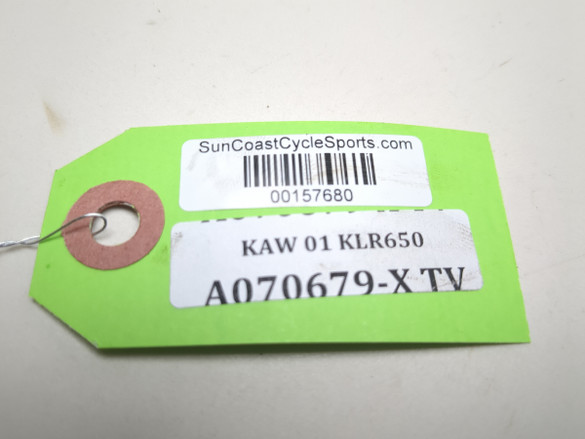 SunCoastCycleSports.com
00157680
KAW 01 KLR650
A070679-X TV